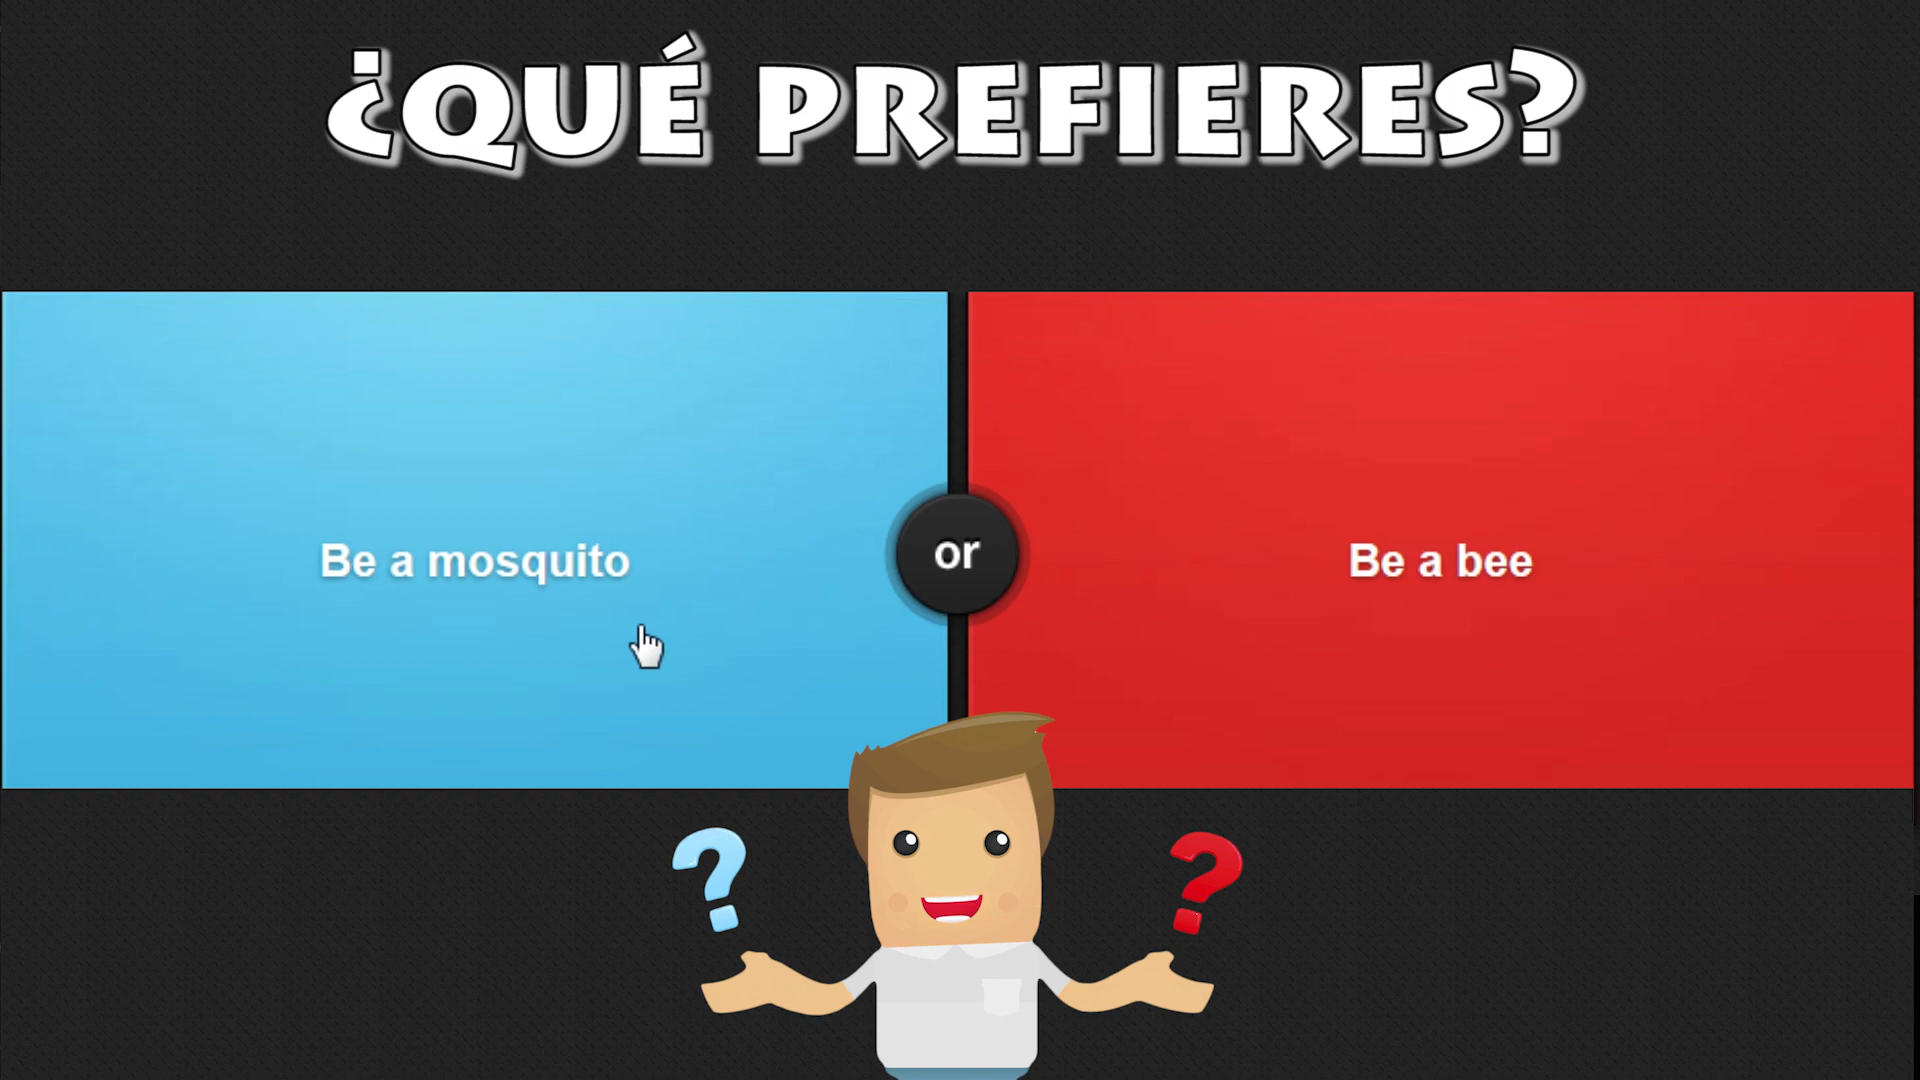 ¿QUÉ PREFIERES?
Be a mosquito
or
Be a bee
? ?